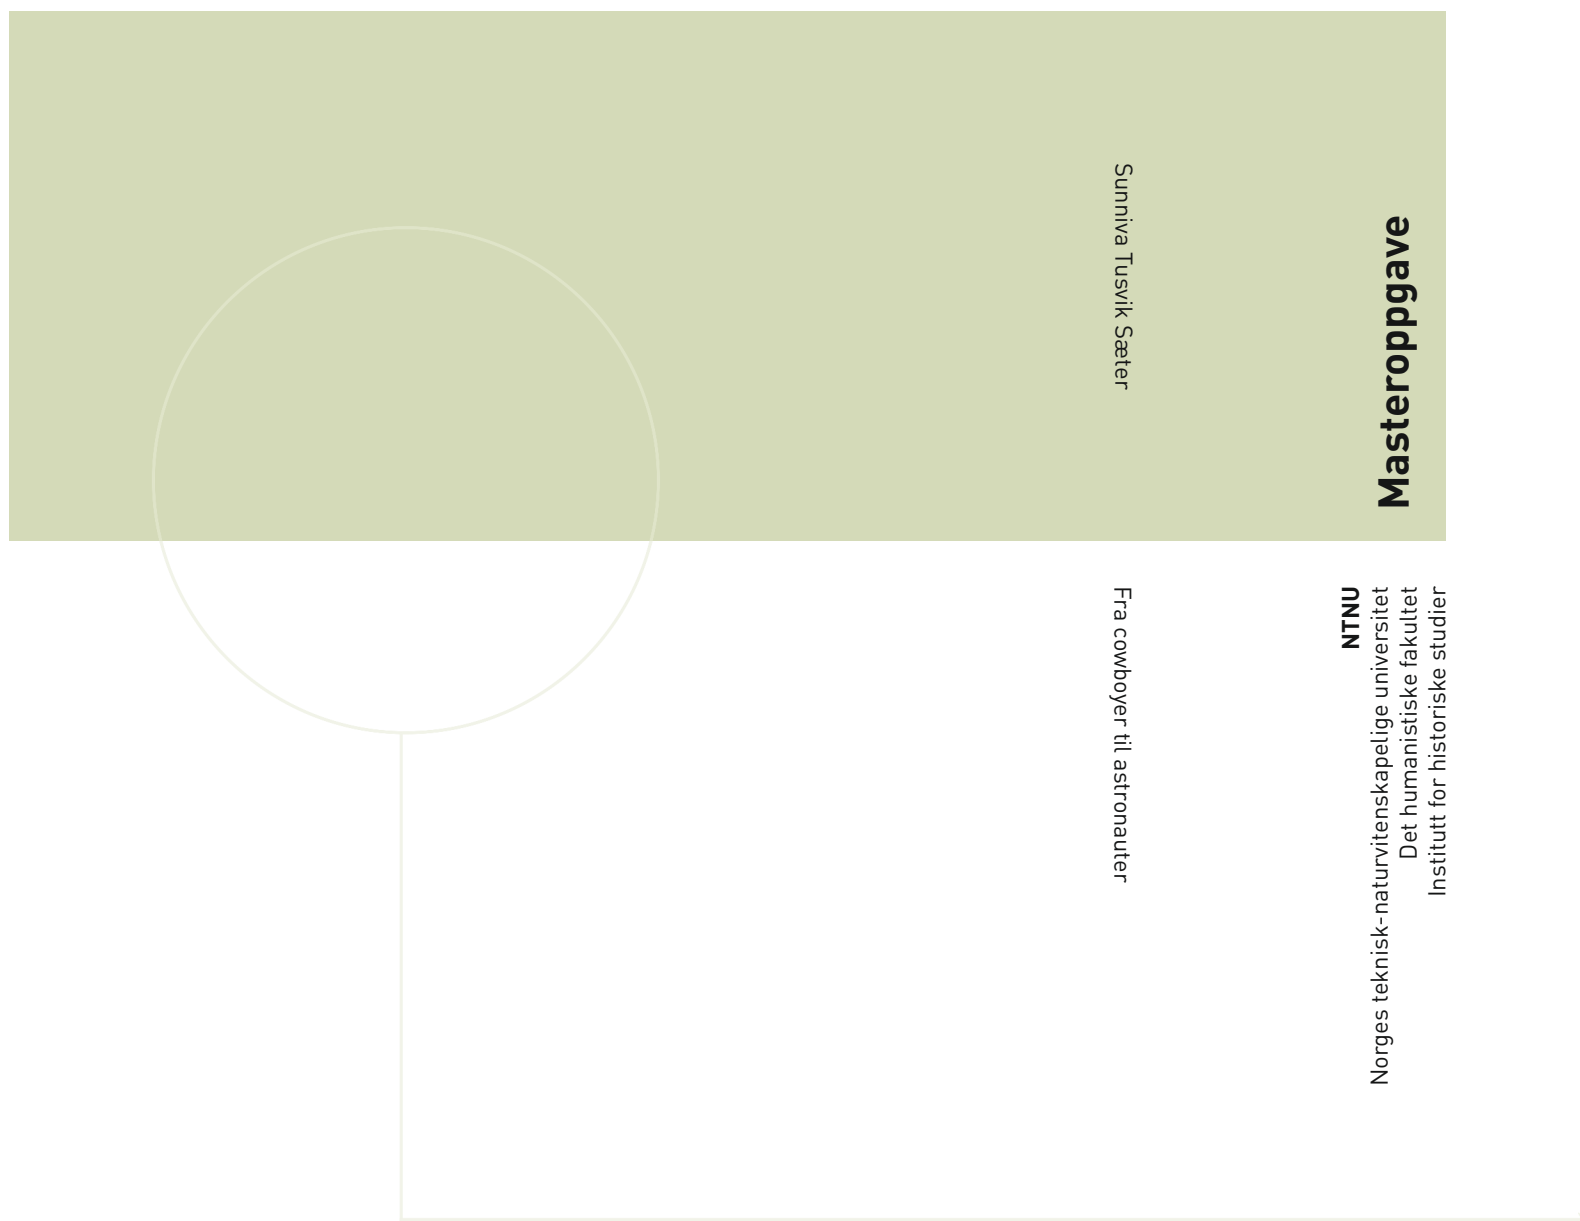 Sunniva Tusvik Sæter
Fra cowboyer til astronauter
Masteroppgave
NTNU
Norges teknisk-naturvitenskapelige universitet
Det humanistiske fakultet
Institutt for historiske studier